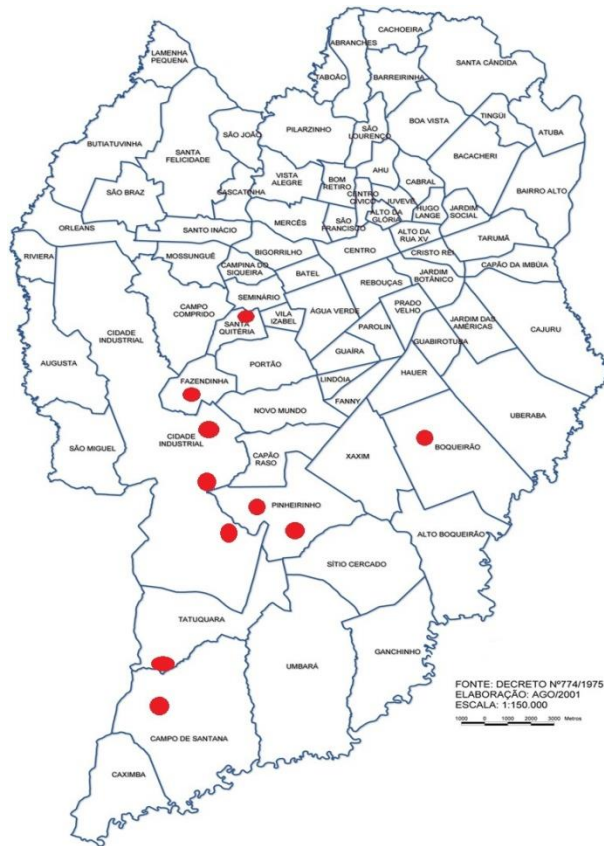 CACHOEIRA
ABRANCHES
LAMENHA
PEQUENA
SANTA CÂNDIDA
TABOÃO
BARREIRINHA
TINGÜI
BOA VISTA
ATUBA
SÃO JOÃO
PILARZINHO
SÃO
LOURENÇO
BUTIATUVINHA
SANTA
FELICIDADE
BACACHERI
VISTA
ALEGRE
BOM
RETIRO
AHU
CABRAL
BAIRRO ALTO
SÃO BRAZ
CASCATINHA
CENTRO
CÍVICO
JUVEVÊ
HUGO
LANGE
JARDIM
SOCIAL
ALTO DA
GLÓRIA
MERCÊS
SÃO
FRANCISCO
ORLEANS
SANTO INÁCIO
ALTO DA
RUA XV
TARUMÃ
RIVIERA
MOSSUNGUÊ
BIGORRILHO
CENTRO
CRISTO REI
CAMPINA DO
SIQUEIRA
BATEL
JARDIM
BOTÂNICO
CAPÃO DA IMBÚIA
REBOUÇAS
SEMINÁRIO
CAMPO
COMPRIDO
VILA
IZABEL
ÁGUA VERDE
PRADO
VELHO
CIDADE
INDUSTRIAL
SANTA
QUITÉRIA
PAROLIN
JARDIM DAS
AMÉRICAS
CAJURU
GUABIROTUBA
GUAÍRA
AUGUSTA
PORTÃO
HAUER
FAZENDINHA
LINDÓIA
FANNY
UBERABA
NOVO MUNDO
CIDADE
INDUSTRIAL
SÃO MIGUEL
BOQUEIRÃO
CAPÃO
RASO
XAXIM
PINHEIRINHO
ALTO BOQUEIRÃO
SÍTIO CERCADO
TATUQUARA
GANCHINHO
UMBARÁ
FONTE: DECRETO Nº774/1975
ELABORAÇÃO: AGO/2001
ESCALA: 1:150.000
1000 0 1000 2000 3000 Metros
CAMPO DE SANTANA
CAXIMBA